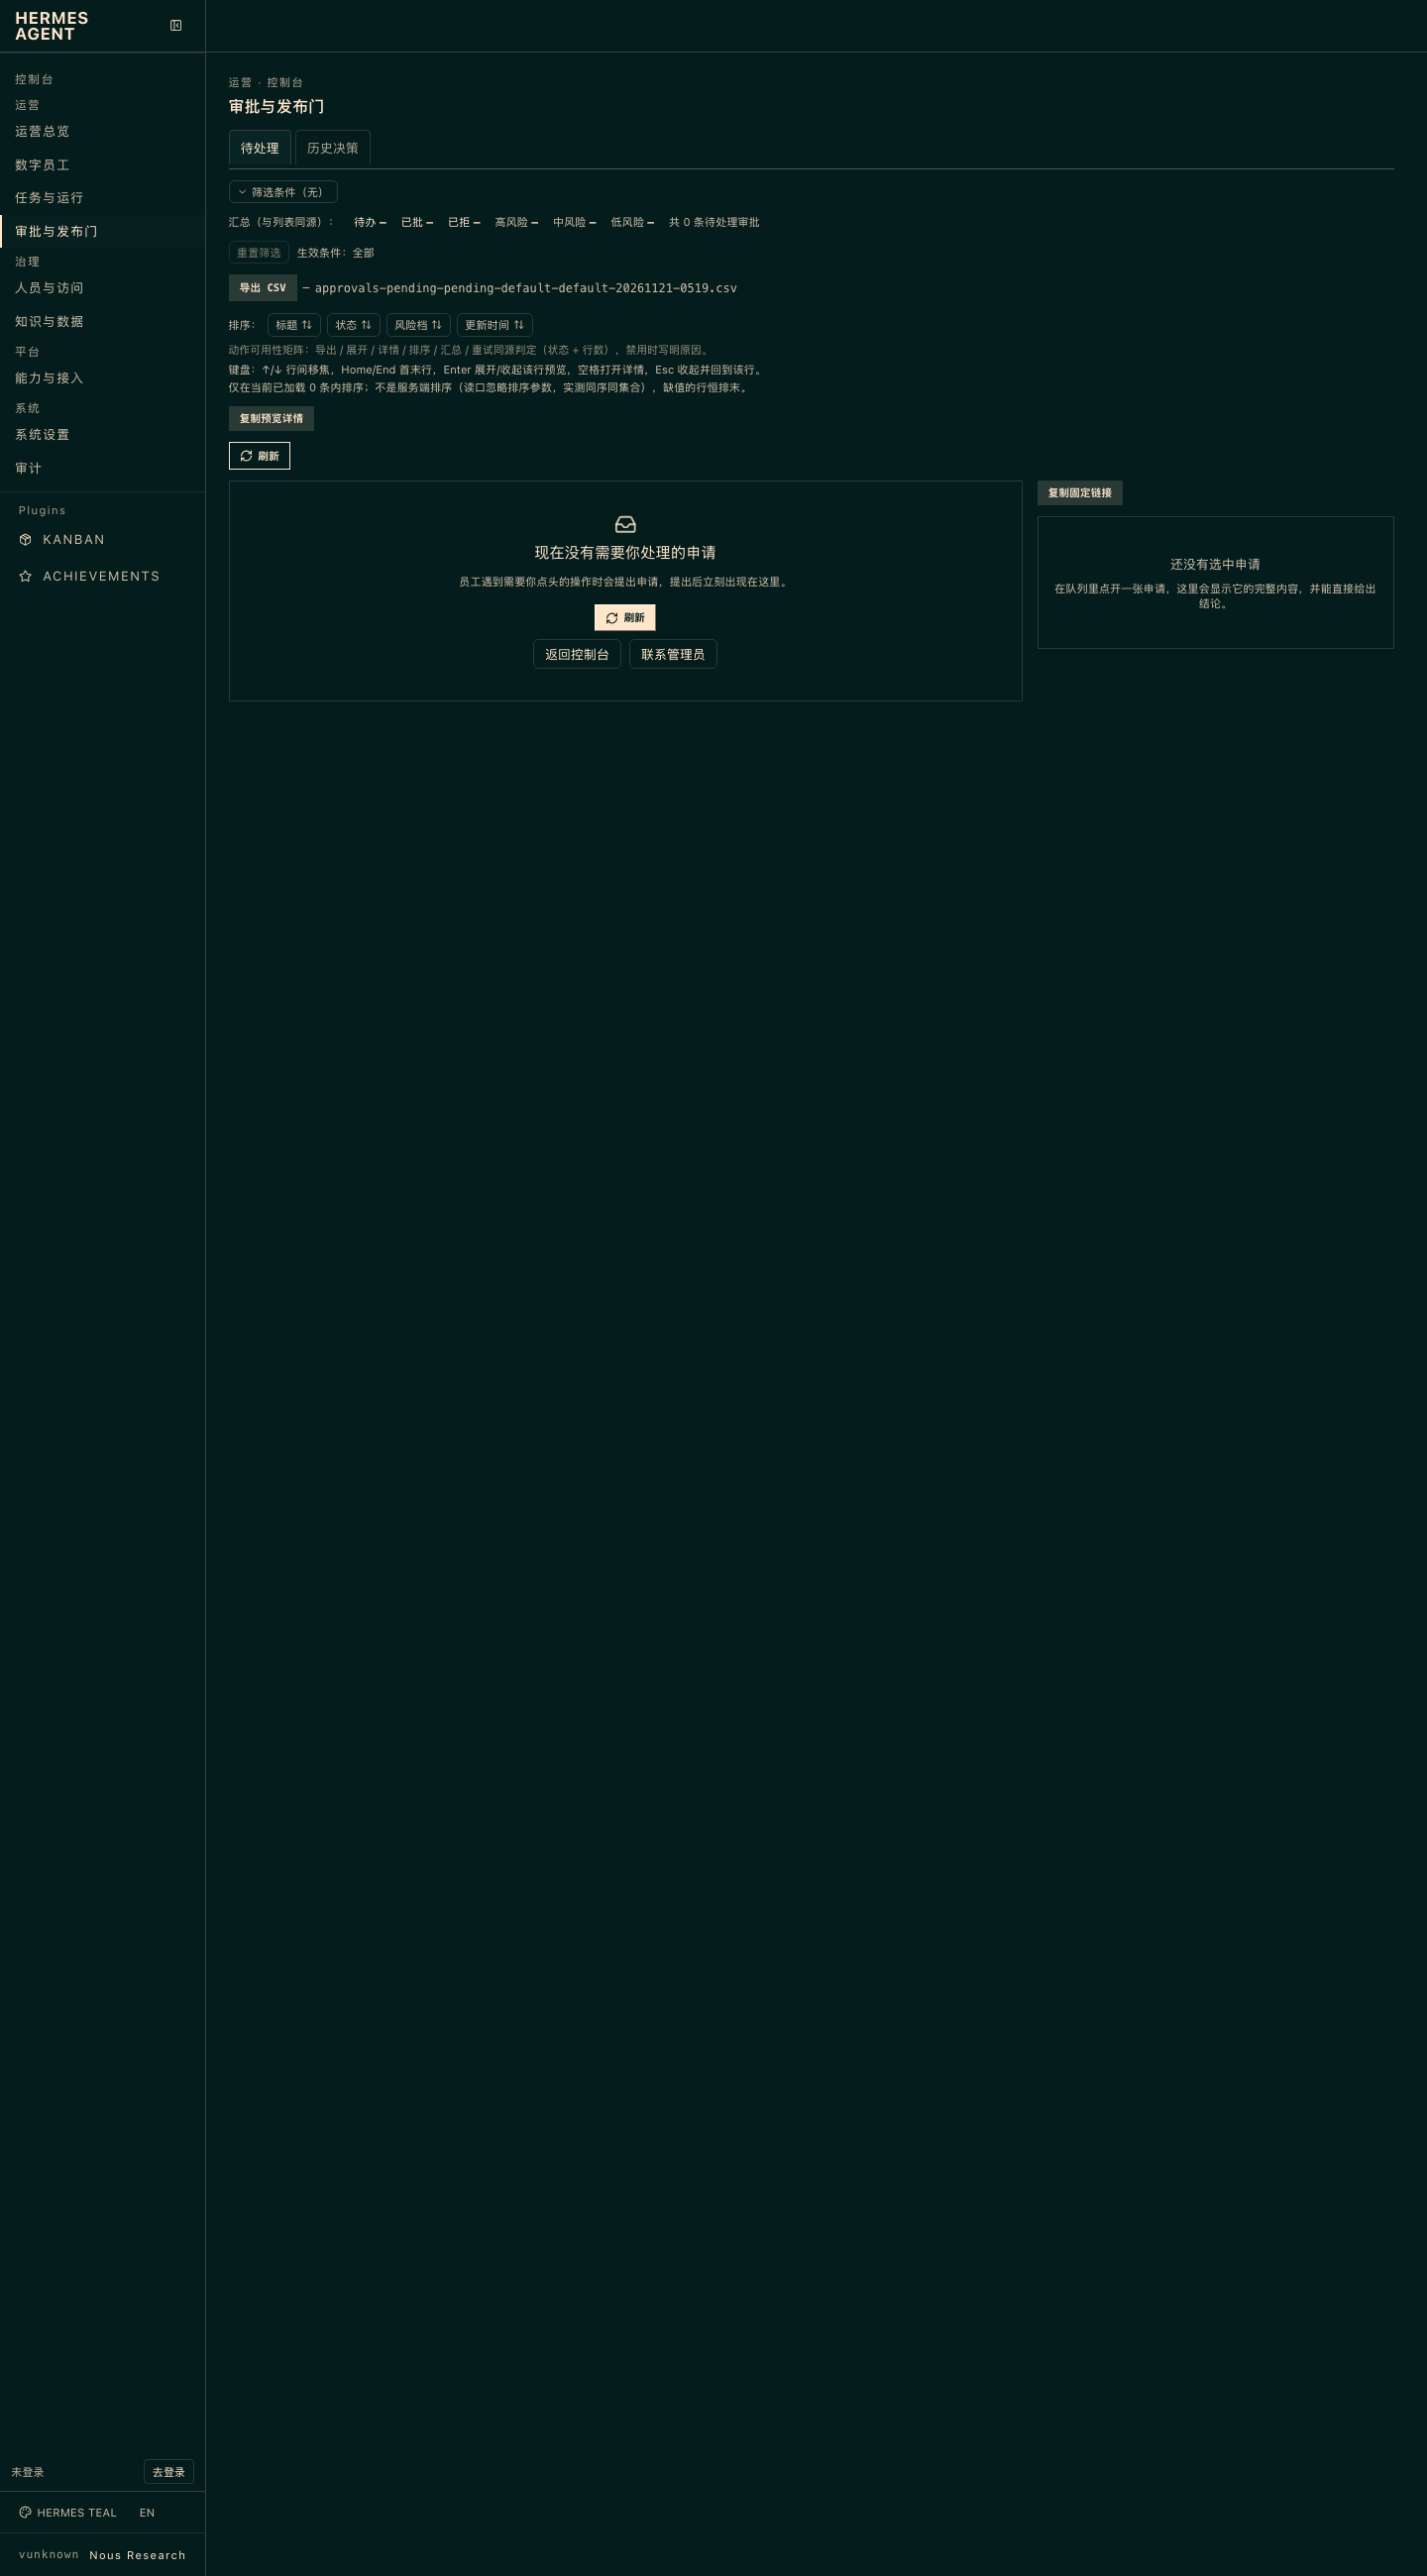 HERMES
AGENT
控制台
运营
运营总览
数字员工
任务与运行
审批与发布门
治理
人员与访问
知识与数据
平台
能力与接入
系统
系统设置
审计
Plugins
KANBAN
ACHIEVEMENTS
未登录 去登录
HERMES TEAL EN
vunknown Nous Research
运营 · 控制台
审批与发布门
待处理 历史决策
筛选条件（无）
汇总（与列表同源）： 待办 — 已批 — 已拒 — 高风险 — 中风险 — 低风险 — 共 0 条待处理审批
重置筛选 生效条件：全部
导出 CSV — approvals-pending-pending-default-default-20261121-0519.csv
排序： 标题 ⇅ 状态 ⇅ 风险档 ⇅ 更新时间 ⇅
动作可用性矩阵：导出 / 展开 / 详情 / 排序 / 汇总 / 重试同源判定（状态 + 行数），禁用时写明原因。
键盘：↑/↓ 行间移焦，Home/End 首末行，Enter 展开/收起该行预览，空格打开详情，Esc 收起并回到该行。
仅在当前已加载 0 条内排序；不是服务端排序（读口忽略排序参数，实测同序同集合），缺值的行恒排末。
复制预览详情
刷新
现在没有需要你处理的申请
员工遇到需要你点头的操作时会提出申请，提出后立刻出现在这里。
刷新
返回控制台 联系管理员
复制固定链接
还没有选中申请
在队列里点开一张申请，这里会显示它的完整内容，并能直接给出
结论。